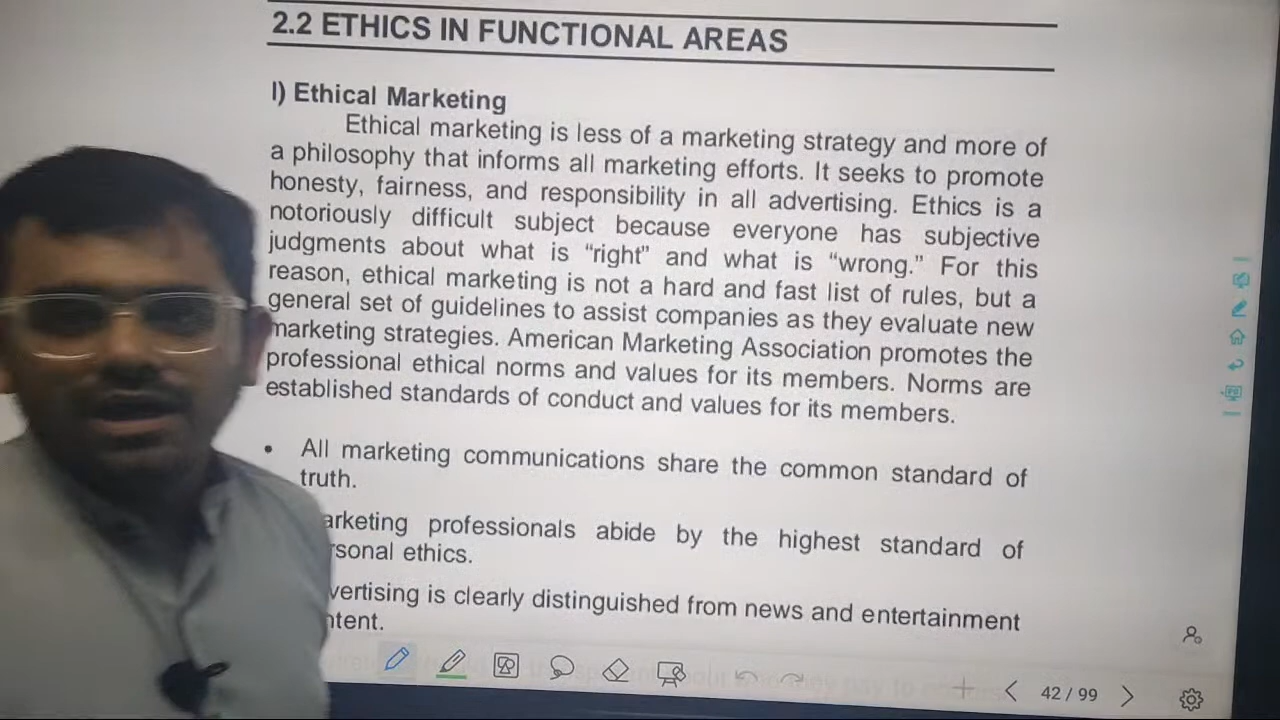 2.2 ETHICS IN FUNCTIONAL AREAS
I) Ethical Marketing
Ethical marketing is less of a marketing strategy and more of
a philosophy that informs all marketing efforts. It seeks to promote
honesty, fairness, and responsibility in all advertising. Ethics is a
notoriously difficult subject because everyone has subjective
judgments about what is “right” and what is “wrong.” For this
reason, ethical marketing is not a hard and fast list of rules, but a
general set of guidelines to assist companies as they evaluate new
marketing strategies. American Marketing Association promotes the
professional ethical norms and values for its members. Norms are
established standards of conduct and values for its members.
• All marketing communications share the common standard of
truth.
arketing professionals abide by the highest standard of
rsonal ethics.
vertising is clearly distinguished from news and entertainment
ntent.
42 / 99